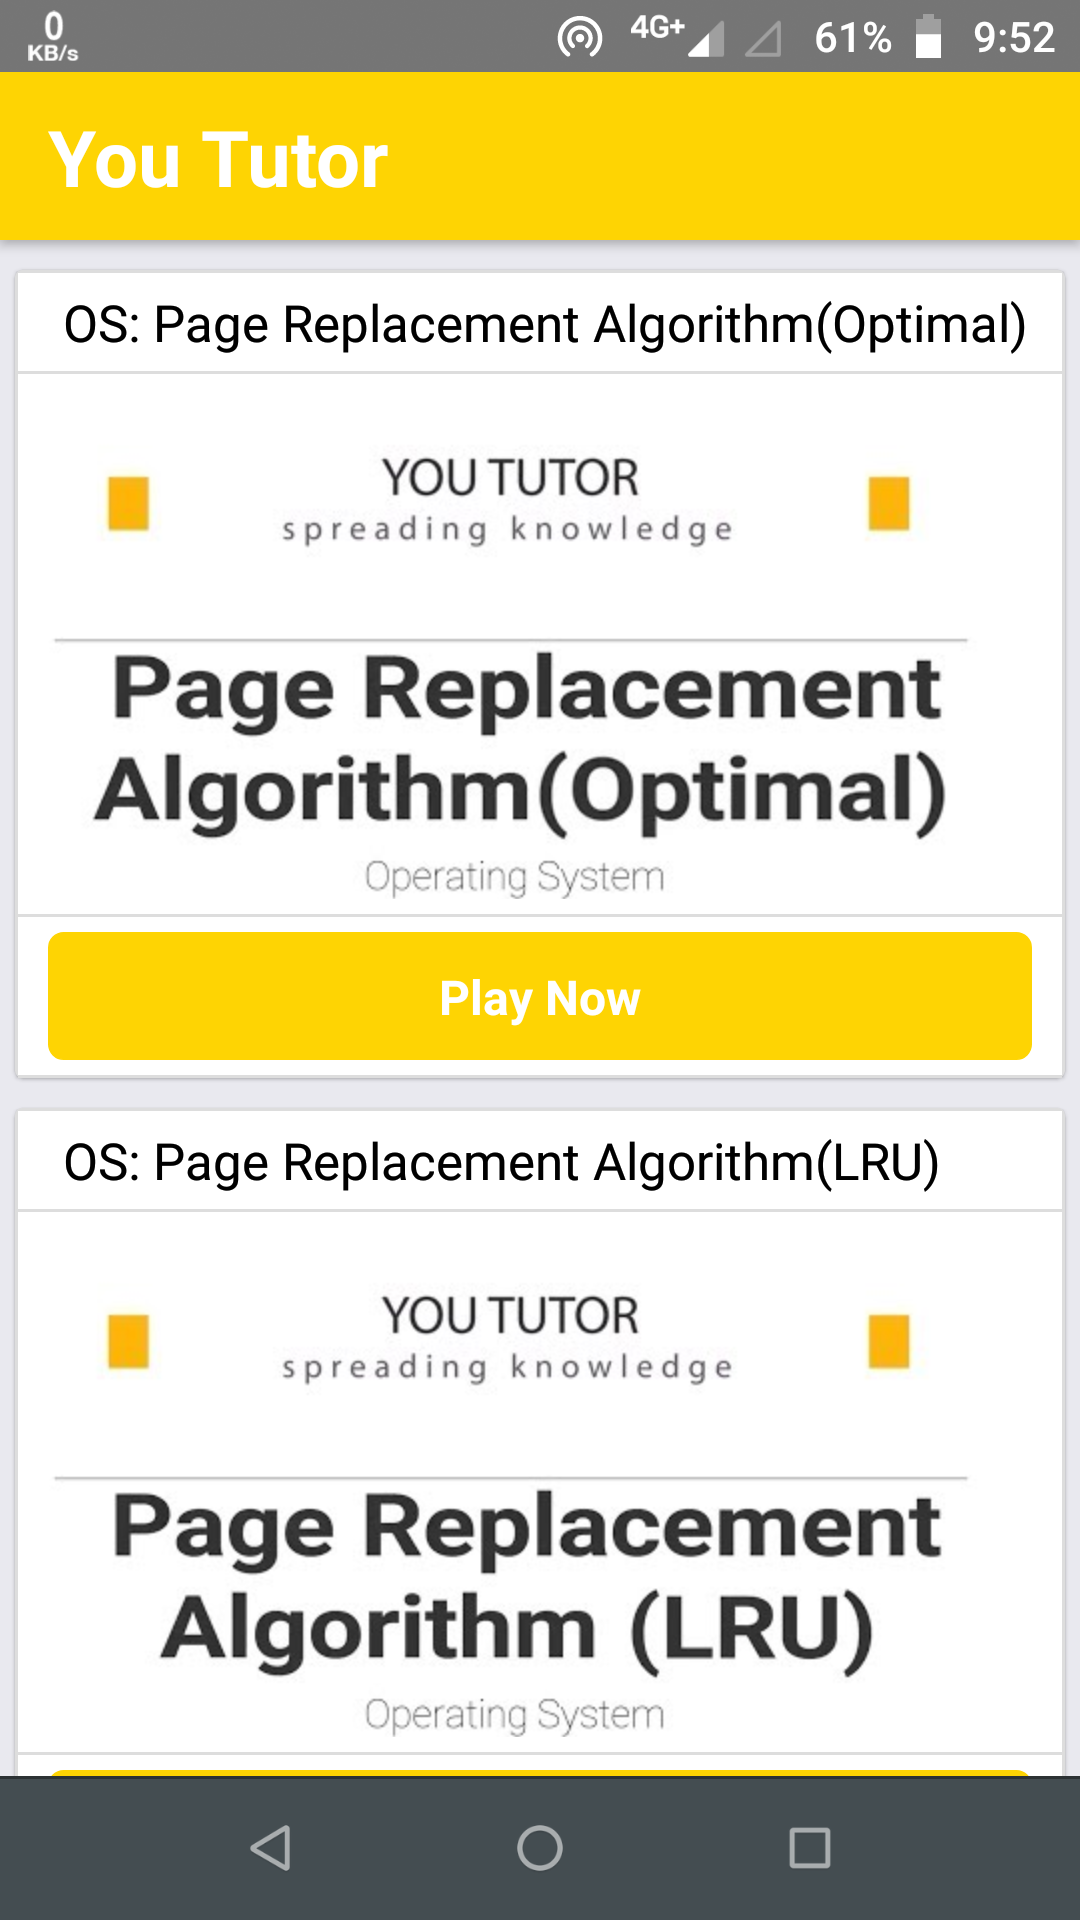 0
KB/s
4G+
61%
9:52
You Tutor
OS: Page Replacement Algorithm(Optimal)
YOU TUTOR
spreading knowledge
Page Replacement
Algorithm(Optimal)
Operating System
Play Now
OS: Page Replacement Algorithm(LRU)
YOU TUTOR
spreading knowledge
Page Replacement
Algorithm (LRU)
Operating System